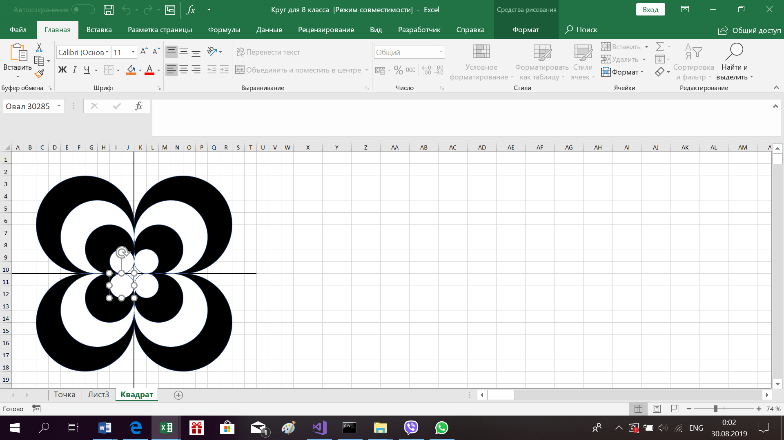 Автосохранение
Круг для 8 класса [Режим совместимости] - Excel
Средства рисования
Вход
Файл Главная Вставка Разметка страницы Формулы Данные Рецензирование Вид Разработчик Справка Формат Поиск Общий доступ
Вставить
Calibri (Основ 11
Ж К Ч
Перенести текст
Объединить и поместить в центре
Общий
Условное форматирование
Форматировать как таблицу
Стили ячеек
Вставить
Удалить
Формат
Сортировка и фильтр
Найти и выделить
Буфер обмена Шрифт Выравнивание Число Стили Ячейки Редактирование
Овал 30285
fx
A B C D E F G H I J K L M N O P Q R S T U V W X Y Z AA AB AC AD AE AF AG AH AI AJ AK AL AM
1
2
3
4
5
6
7
8
9
10
11
12
13
14
15
16
17
18
19
Точка Лист3 Квадрат
Готово
74 %
ENG
0:02
30.08.2019